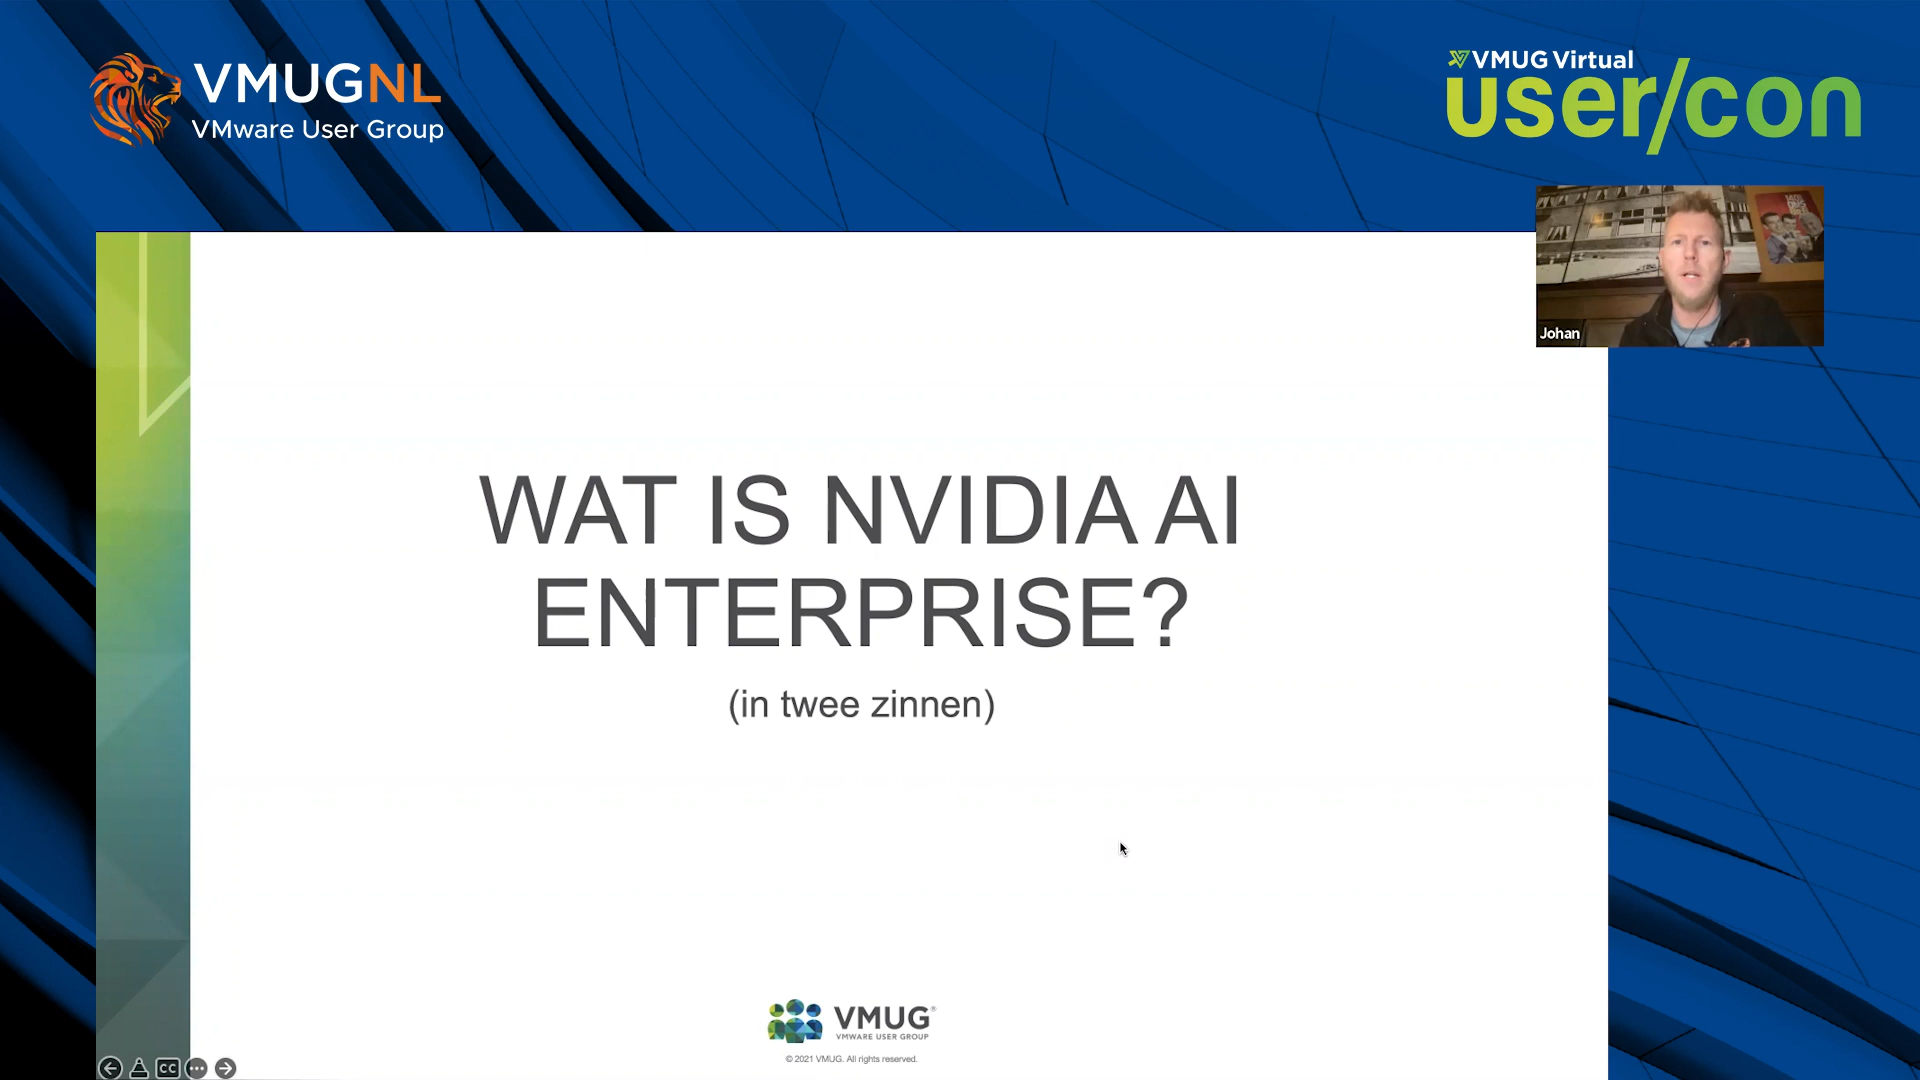 VMUGNL
VMware User Group
VMUG Virtual
user/con
Johan
WAT IS NVIDIA AI
ENTERPRISE?
(in twee zinnen)
VMUG®
VMWARE USER GROUP
© 2021 VMUG. All rights reserved.
CC